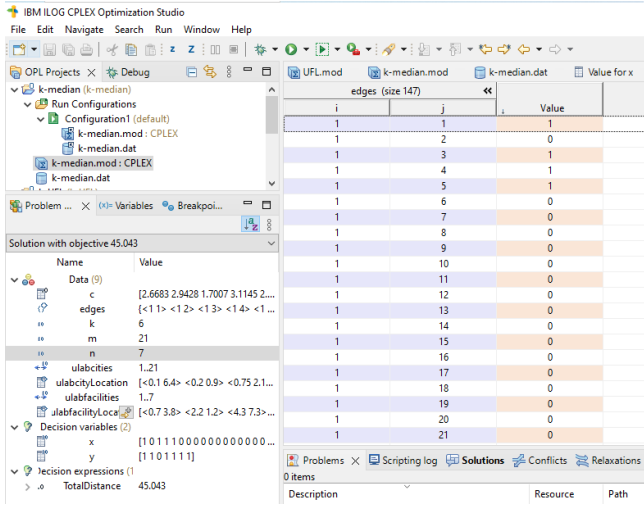 IBM ILOG CPLEX Optimization Studio
File Edit Navigate Search Run Window Help
OPL Projects Debug
k-median (k-median)
Run Configurations
Configuration1 (default)
k-median.mod : CPLEX
k-median.dat
k-median.mod : CPLEX
k-median.dat
Problem ... (x)= Variables Breakpoi...
Solution with objective 45.043
Name Value
Data (9)
c [2.6683 2.9428 1.7007 3.1145 2....
edges {<1 1> <1 2> <1 3> <1 4> <1 ...
k 6
m 21
n 7
ulabcities 1..21
ulabcityLocation [<0.1 6.4> <0.2 0.9> <0.75 2.1...
ulabfacilities 1..7
ulabfacilityLoca [<0.7 3.8> <2.2 1.2> <4.3 7.3>...
Decision variables (2)
x [1 0 1 1 1 0 0 0 0 0 0 0 0 0 0 0 ...
y [1 1 0 1 1 1 1]
Decision expressions (1
TotalDistance 45.043
UFL.mod k-median.mod k-median.dat Value for x
edges (size 147)
i j Value
1 1 1
1 2 0
1 3 1
1 4 1
1 5 1
1 6 0
1 7 0
1 8 0
1 9 0
1 10 0
1 11 0
1 12 0
1 13 0
1 14 0
1 15 0
1 16 0
1 17 0
1 18 0
1 19 0
1 20 0
1 21 0
Problems Scripting log Solutions Conflicts Relaxations
0 items
Description Resource Path